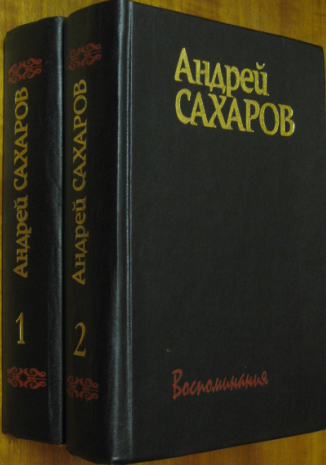 Андрей САХАРОВ
1
Андрей САХАРОВ
2
Андрей
САХАРОВ
Воспоминания